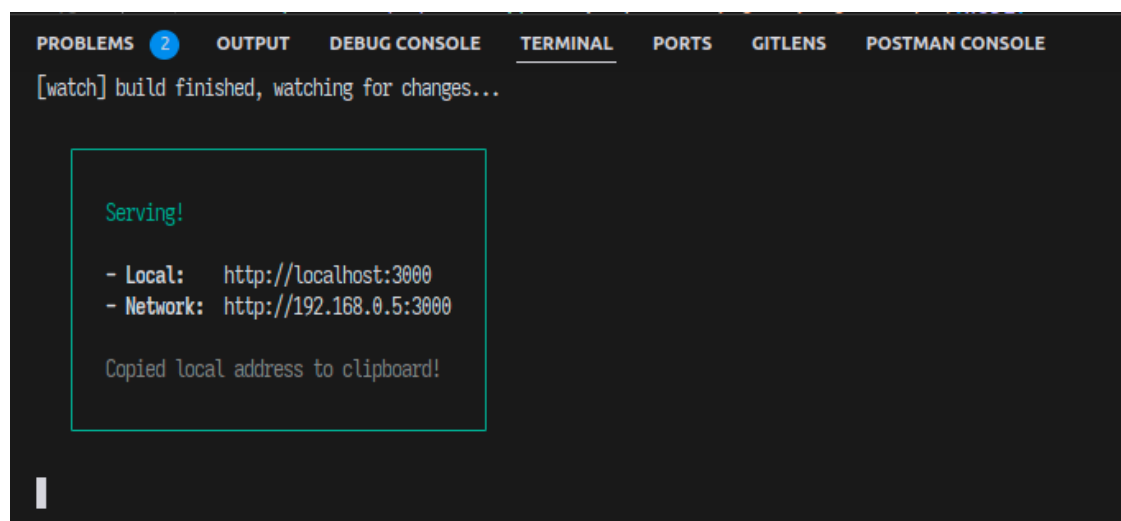 PROBLEMS 2 OUTPUT DEBUG CONSOLE TERMINAL PORTS GITLENS POSTMAN CONSOLE
[watch] build finished, watching for changes...
Serving!
- Local: http://localhost:3000
- Network: http://192.168.0.5:3000
Copied local address to clipboard!